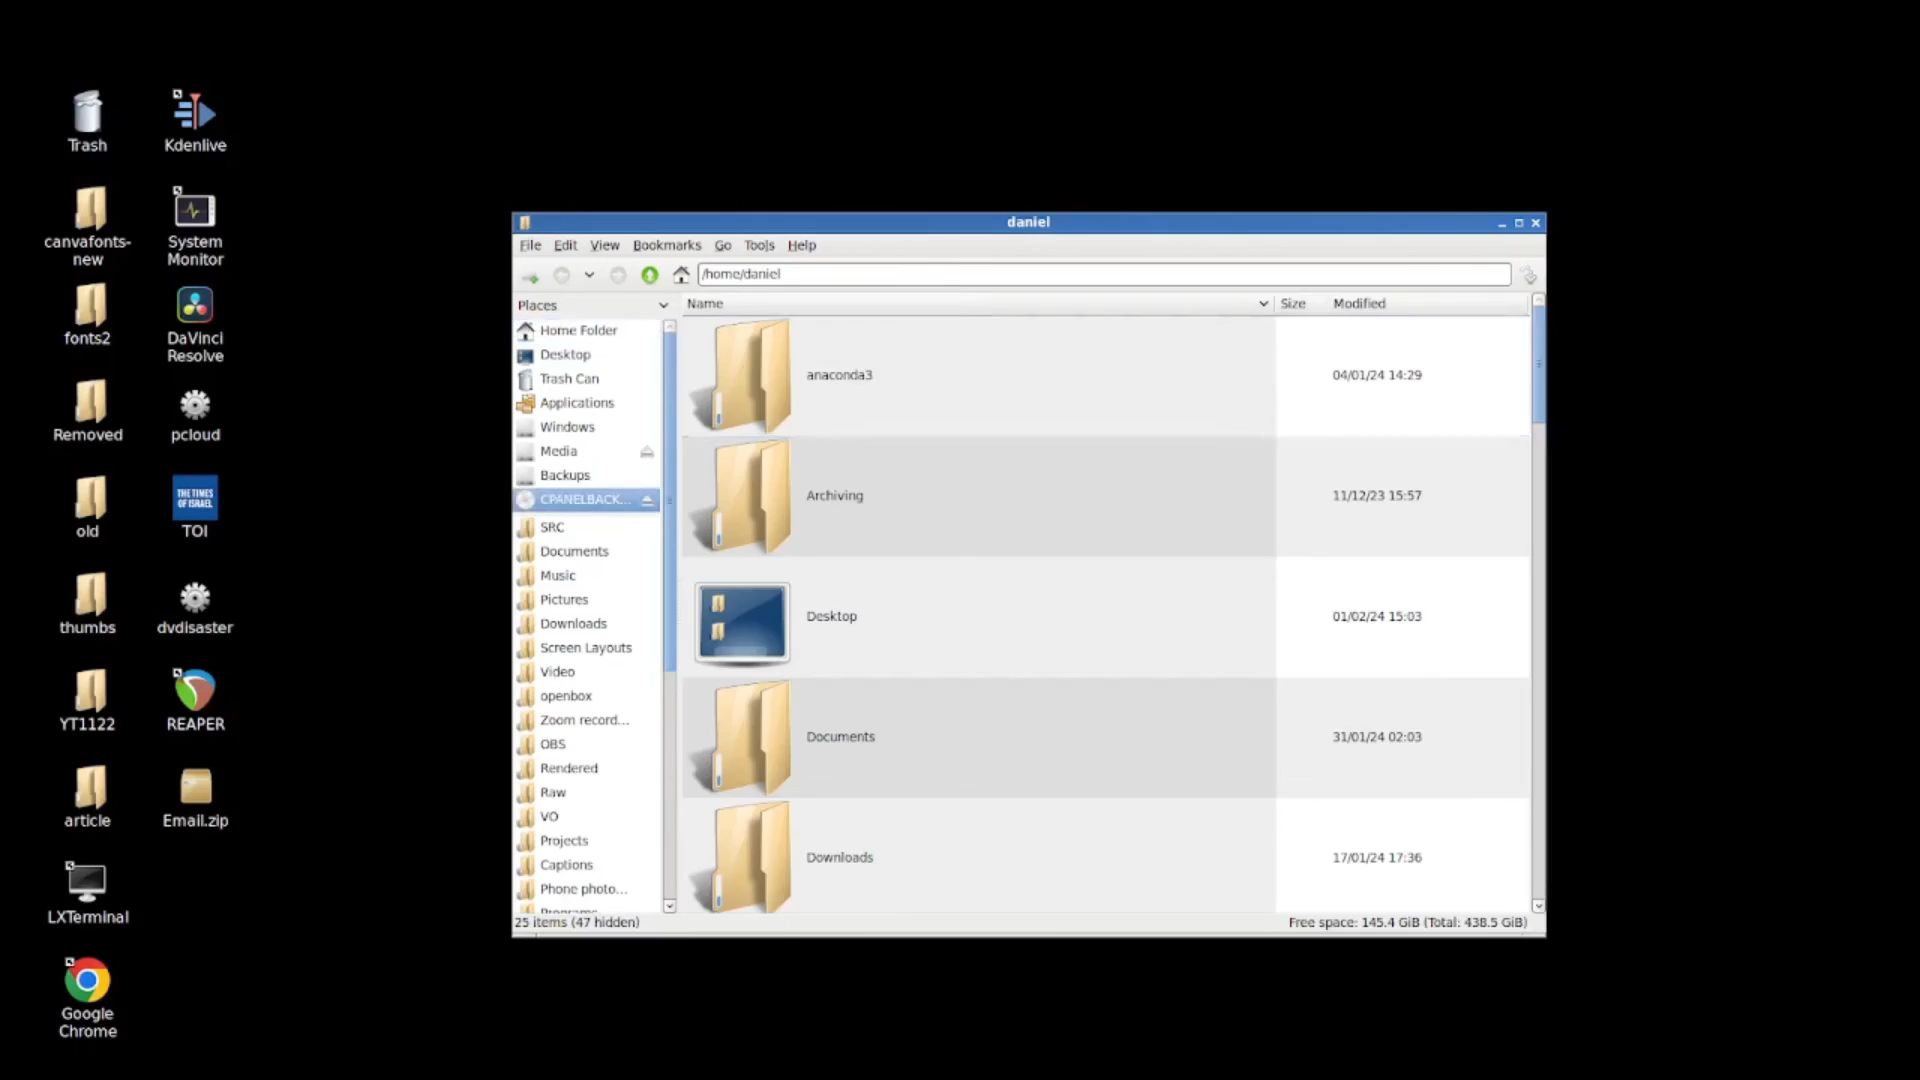 Trash
Kdenlive
canvafonts-
new
System
Monitor
fonts2
DaVinci
Resolve
Removed
pcloud
old
THE TIMES
OF ISRAEL
TOI
thumbs
dvdisaster
YT1122
REAPER
article
Email.zip
LXTerminal
Google
Chrome
daniel
File Edit View Bookmarks Go Tools Help
/home/daniel
Places
Home Folder
Desktop
Trash Can
Applications
Windows
Media
Backups
CPANELBACK...
SRC
Documents
Music
Pictures
Downloads
Screen Layouts
Video
openbox
Zoom record...
OBS
Rendered
Raw
VO
Projects
Captions
Phone photo...
Name Size Modified
anaconda3 04/01/24 14:29
Archiving 11/12/23 15:57
Desktop 01/02/24 15:03
Documents 31/01/24 02:03
Downloads 17/01/24 17:36
25 items (47 hidden) Free space: 145.4 GiB (Total: 438.5 GiB)